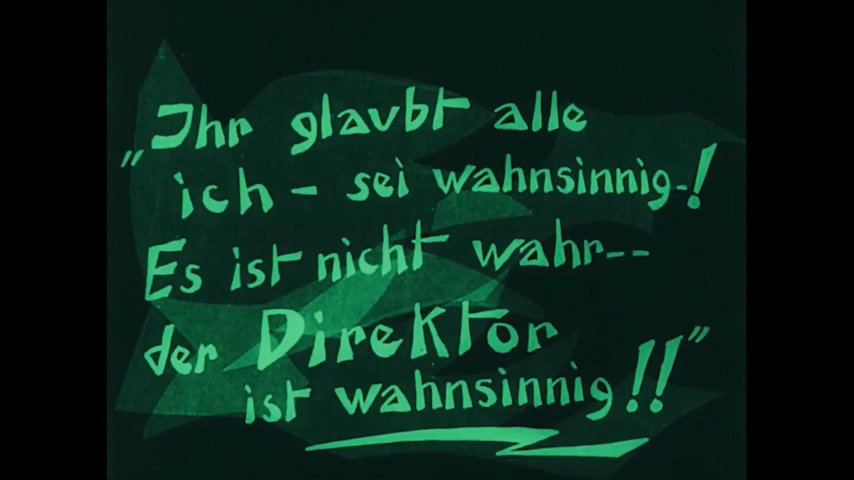 „Ihr glaubt alle
ich – sei wahnsinnig-!
Es ist nicht wahr--
der Direktor
ist wahnsinnig!!"